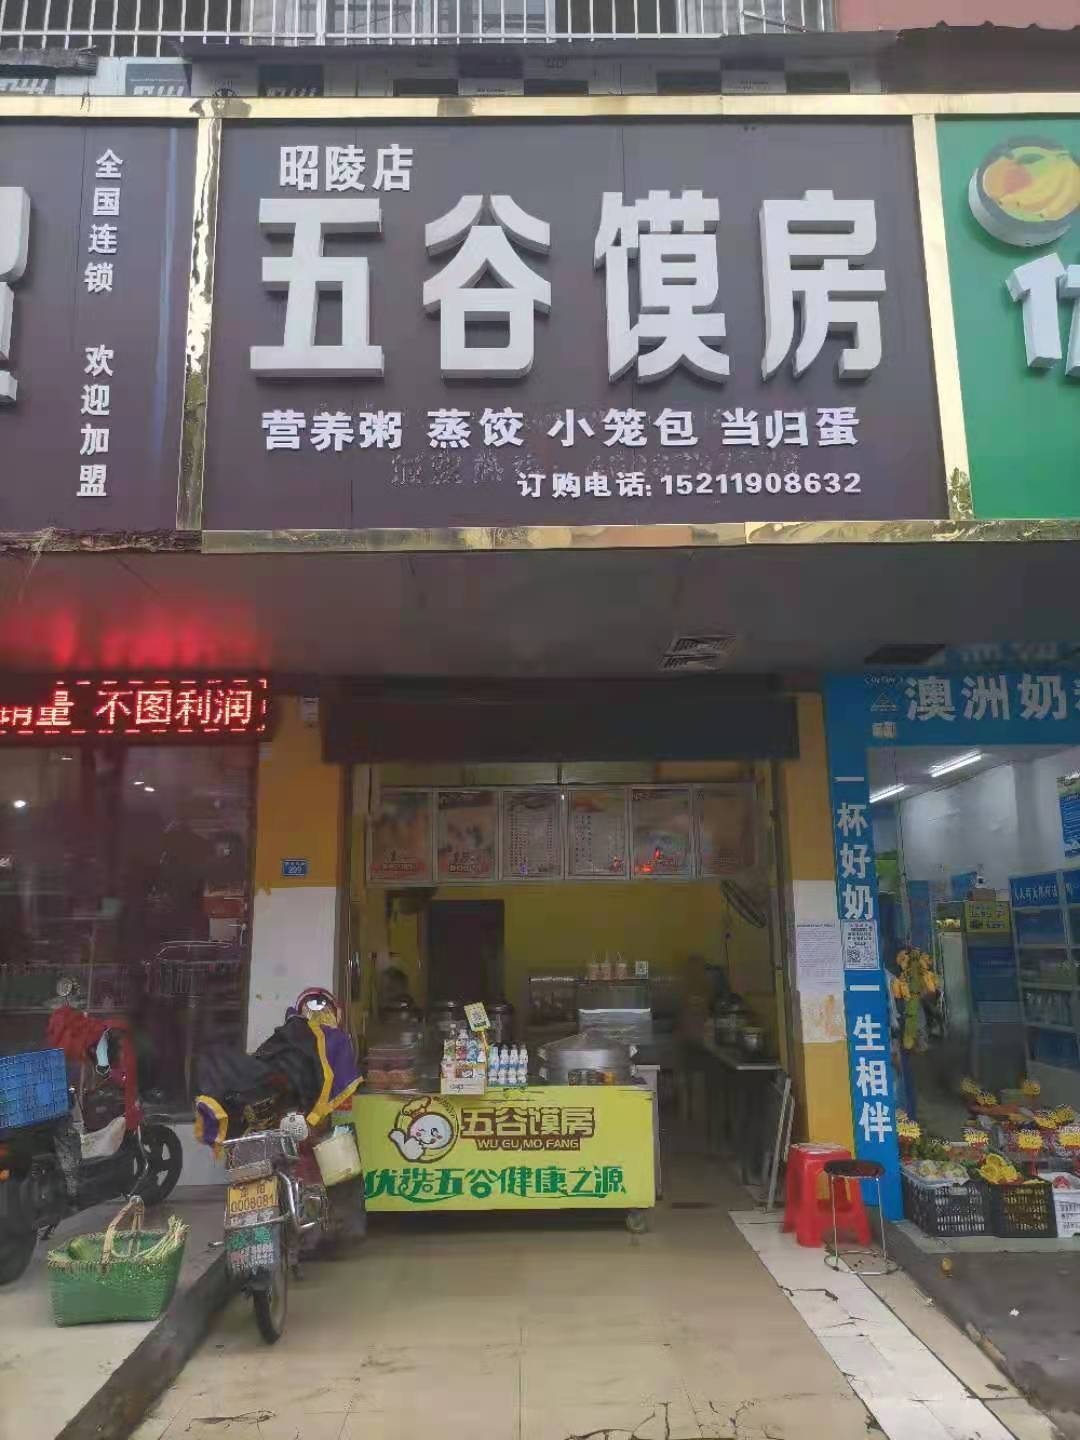 全国连锁 欢迎加盟
昭陵店
五谷馍房
营养粥 蒸饺 小笼包 当归蛋
订购电话:15211908632
销量 不图利润
澳洲奶
一杯好奶
一生相伴
五谷馍房
WU GU MO FANG
优选五谷健康之源
0008081